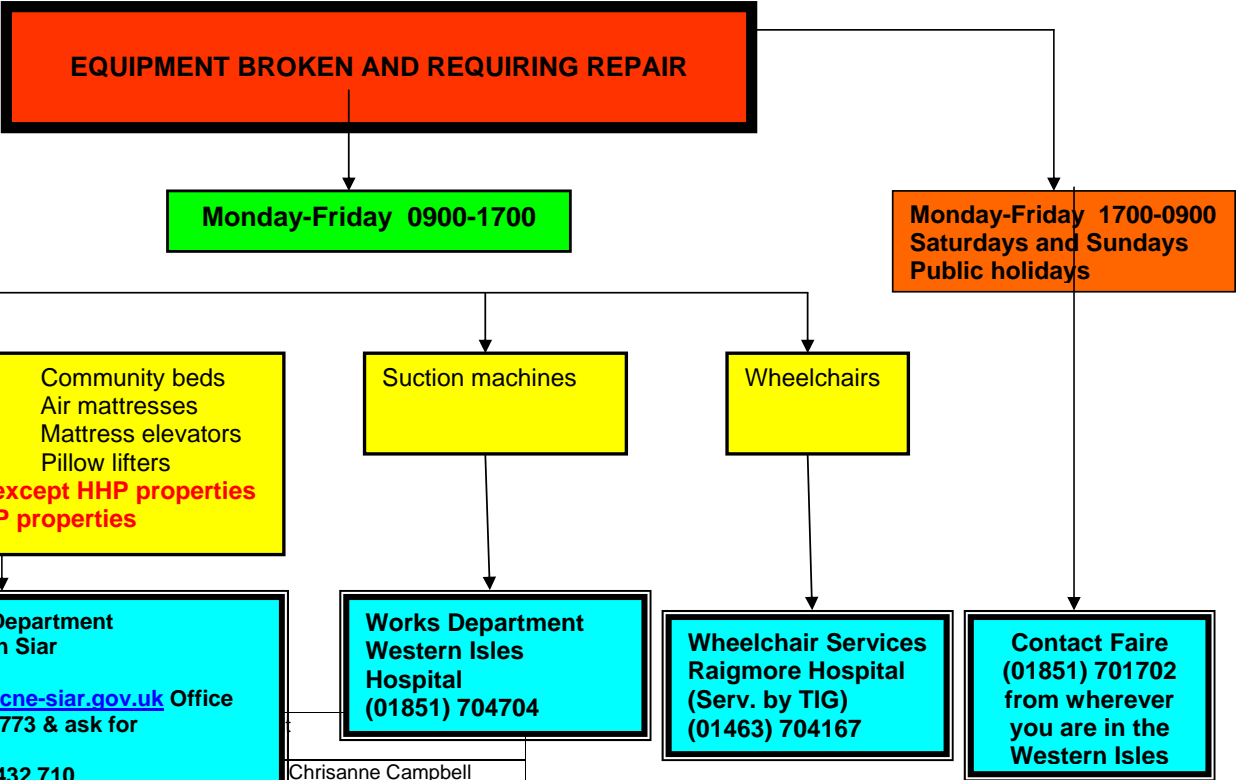 EQUIPMENT BROKEN AND REQUIRING REPAIR
Monday-Friday 0900-1700
Monday-Friday 1700-0900
Saturdays and Sundays
Public holidays
Community beds
Air mattresses
Mattress elevators
Pillow lifters
except HHP properties
properties
Suction machines
Wheelchairs
Department
Siar
cne-siar.gov.uk Office
773 & ask for
432 710
Works Department
Western Isles
Hospital
(01851) 704704
Chrisanne Campbell
Wheelchair Services
Raigmore Hospital
(Serv. by TIG)
(01463) 704167
Contact Faire
(01851) 701702
from wherever
you are in the
Western Isles